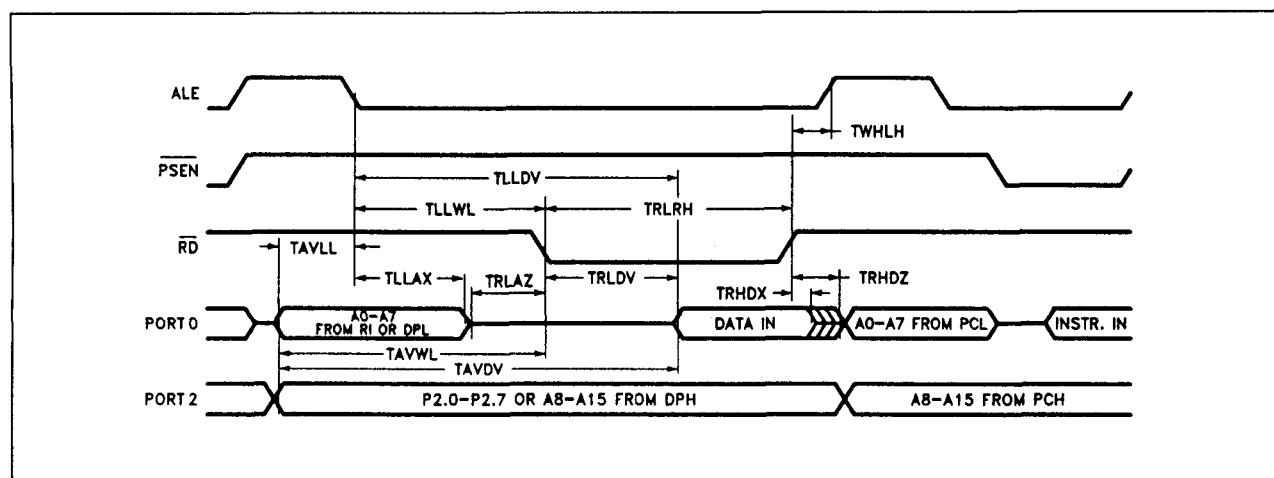 ALE
TWHLH
PSEN
TLLDV
TLLWL
TRLRH
RD
TAVLL
TLLAX
TRLAZ
TRLDV
TRHDZ
TRHDX
PORT 0
A0-A7
FROM RI OR DPL
DATA IN
A0-A7 FROM PCL
INSTR. IN
TAVWL
TAVDV
PORT 2
P2.0-P2.7 OR A8-A15 FROM DPH
A8-A15 FROM PCH